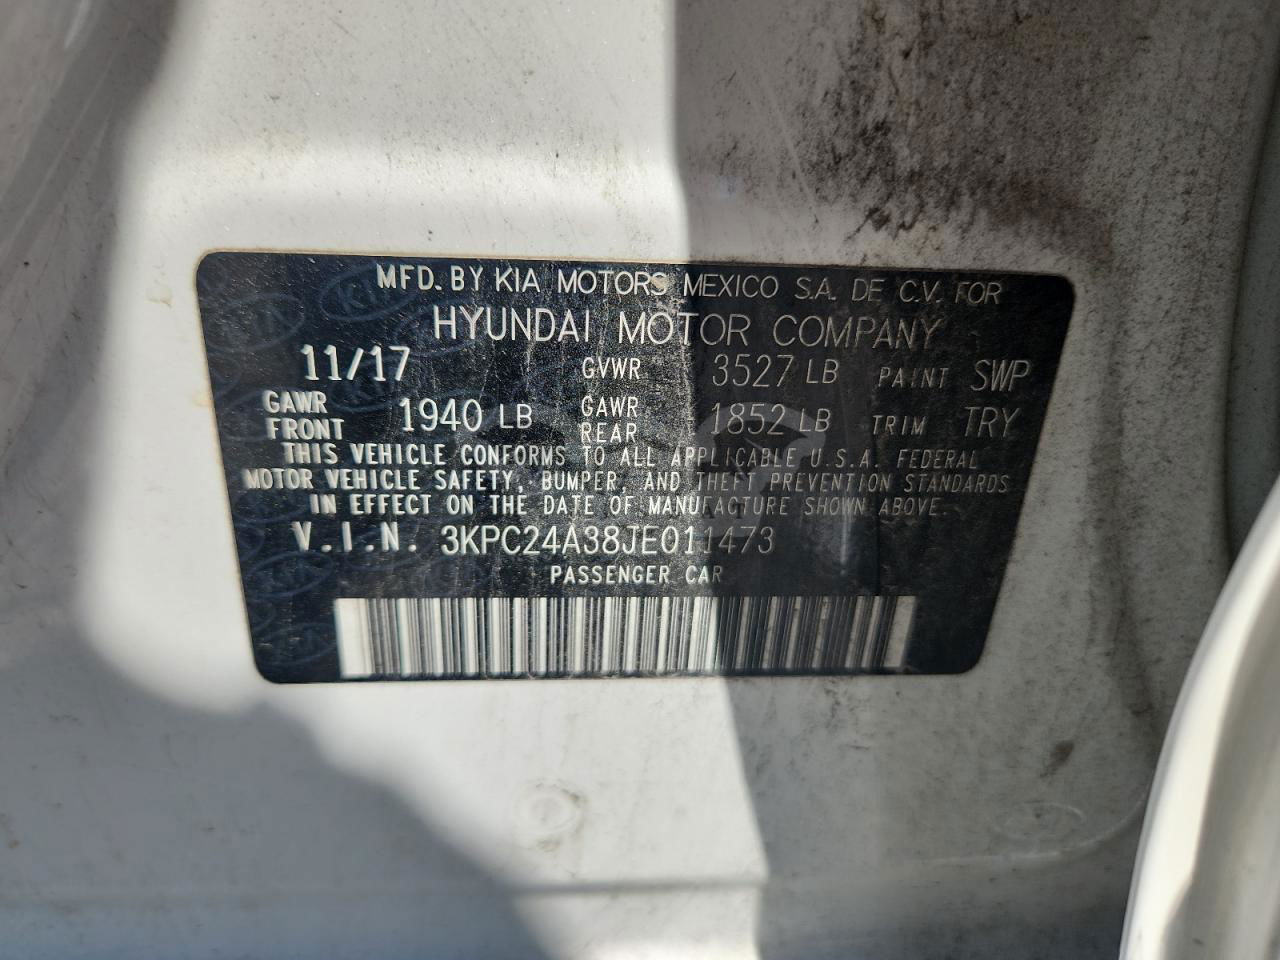 MFD. BY KIA MOTORS MEXICO S.A. DE C.V. FOR
HYUNDAI MOTOR COMPANY
11/17 GVWR 3527 LB PAINT SWP
GAWR FRONT 1940 LB GAWR REAR 1852 LB TRIM TRY
THIS VEHICLE CONFORMS TO ALL APPLICABLE U.S.A. FEDERAL
MOTOR VEHICLE SAFETY, BUMPER, AND THEFT PREVENTION STANDARDS
IN EFFECT ON THE DATE OF MANUFACTURE SHOWN ABOVE.
V.I.N. 3KPC24A38JE011473
PASSENGER CAR